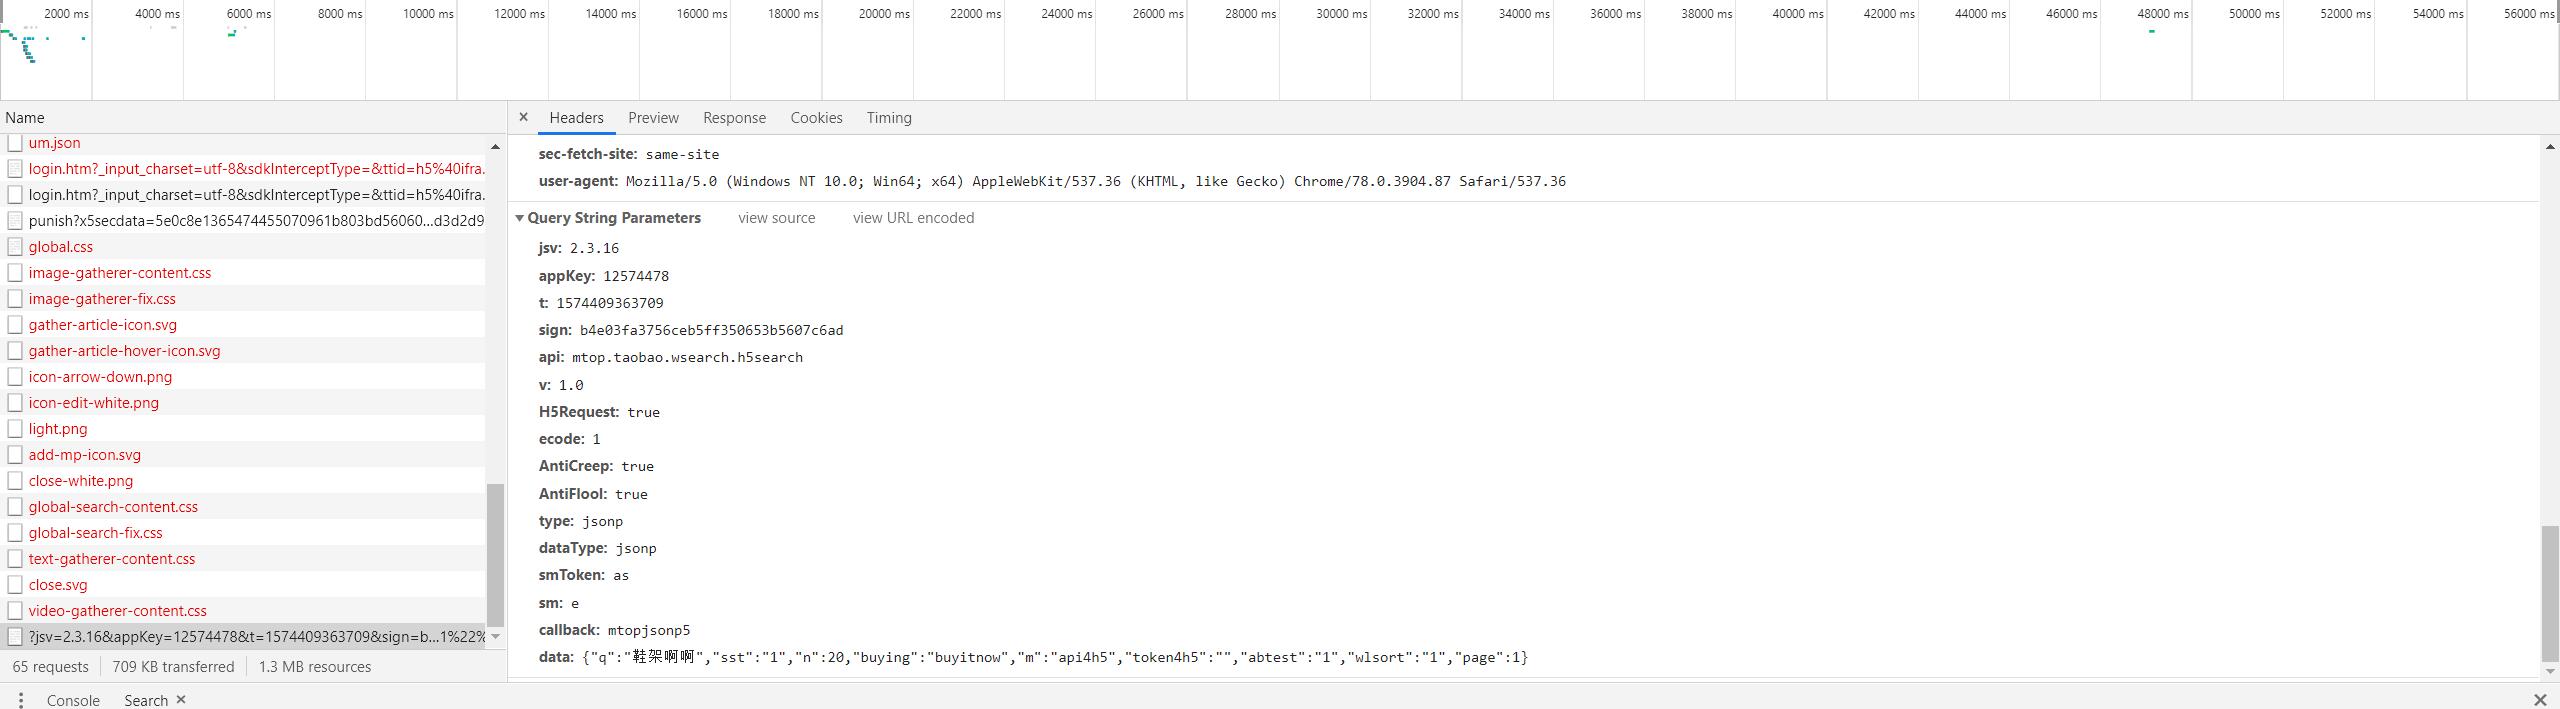 2000 ms 4000 ms 6000 ms 8000 ms 10000 ms 12000 ms 14000 ms 16000 ms 18000 ms 20000 ms 22000 ms 24000 ms 26000 ms 28000 ms 30000 ms 32000 ms 34000 ms 36000 ms 38000 ms 40000 ms 42000 ms 44000 ms 46000 ms 48000 ms 50000 ms 52000 ms 54000 ms 56000 ms
Name
um.json
login.htm?_input_charset=utf-8&sdkInterceptType=&ttid=h5%40ifra.
login.htm?_input_charset=utf-8&sdkInterceptType=&ttid=h5%40ifra.
punish?x5secdata=5e0c8e1365474455070961b803bd56060...d3d2d9
global.css
image-gatherer-content.css
image-gatherer-fix.css
gather-article-icon.svg
gather-article-hover-icon.svg
icon-arrow-down.png
icon-edit-white.png
light.png
add-mp-icon.svg
close-white.png
global-search-content.css
global-search-fix.css
text-gatherer-content.css
close.svg
video-gatherer-content.css
?jsv=2.3.16&appKey=12574478&t=1574409363709&sign=b...1%22%
65 requests 709 KB transferred 1.3 MB resources
Headers Preview Response Cookies Timing
sec-fetch-site: same-site
user-agent: Mozilla/5.0 (Windows NT 10.0; Win64; x64) AppleWebKit/537.36 (KHTML, like Gecko) Chrome/78.0.3904.87 Safari/537.36
Query String Parameters view source view URL encoded
jsv: 2.3.16
appKey: 12574478
t: 1574409363709
sign: b4e03fa3756ceb5ff350653b5607c6ad
api: mtop.taobao.wsearch.h5search
v: 1.0
H5Request: true
ecode: 1
AntiCreep: true
AntiFlool: true
type: jsonp
dataType: jsonp
smToken: as
sm: e
callback: mtopjsonp5
data: {"q":"鞋架啊啊","sst":"1","n":20,"buying":"buyitnow","m":"api4h5","token4h5":"","abtest":"1","wlsort":"1","page":1}
Console Search